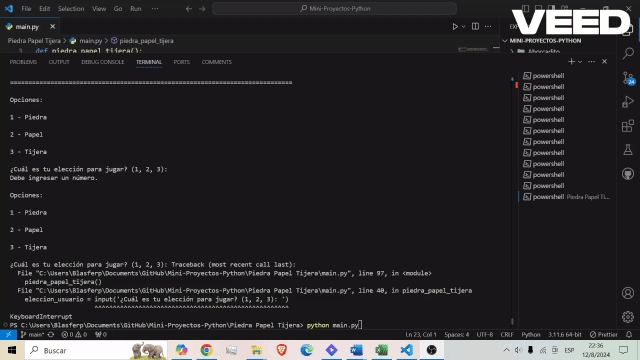 File Edit Selection View Go Run ··· Mini-Proyectos-Python
VEED
main.py
Piedra Papel Tijera > main.py > piedra_papel_tijera
3 def piedra_papel_tijera():
MINI-PROYECTOS-PYTHON
Ahorcadito
PROBLEMS OUTPUT DEBUG CONSOLE TERMINAL PORTS COMMENTS
==============================================================================
Opciones:
1 - Piedra
2 - Papel
3 - Tijera
¿Cuál es tu elección para jugar? (1, 2, 3):
Debe ingresar un número.
Opciones:
1 - Piedra
2 - Papel
3 - Tijera
¿Cuál es tu elección para jugar? (1, 2, 3): Traceback (most recent call last):
File "C:\Users\Blasferp\Documents\GitHub\Mini-Proyectos-Python\Piedra Papel Tijera\main.py", line 97, in <module>
piedra_papel_tijera()
File "C:\Users\Blasferp\Documents\GitHub\Mini-Proyectos-Python\Piedra Papel Tijera\main.py", line 40, in piedra_papel_tijera
eleccion_usuario = input('¿Cuál es tu elección para jugar? (1, 2, 3): ')
^^^^^^^^^^^^^^^^^^^^^^^^^^^^^^^^^^^^^^^^^^^^^^^^^^^^^
KeyboardInterrupt
PS C:\Users\Blasferp\Documents\GitHub\Mini-Proyectos-Python\Piedra Papel Tijera> python main.py
powershell
powershell
powershell
powershell
powershell
powershell
powershell
powershell
powershell
powershell
powershell
powershell Piedra Papel Ti...
24
main* 0 0 0 Ln 23, Col 1 Spaces: 4 UTF-8 CRLF Python 3.11.6 64-bit Prettier
Buscar
ESP
22:36
12/8/2024